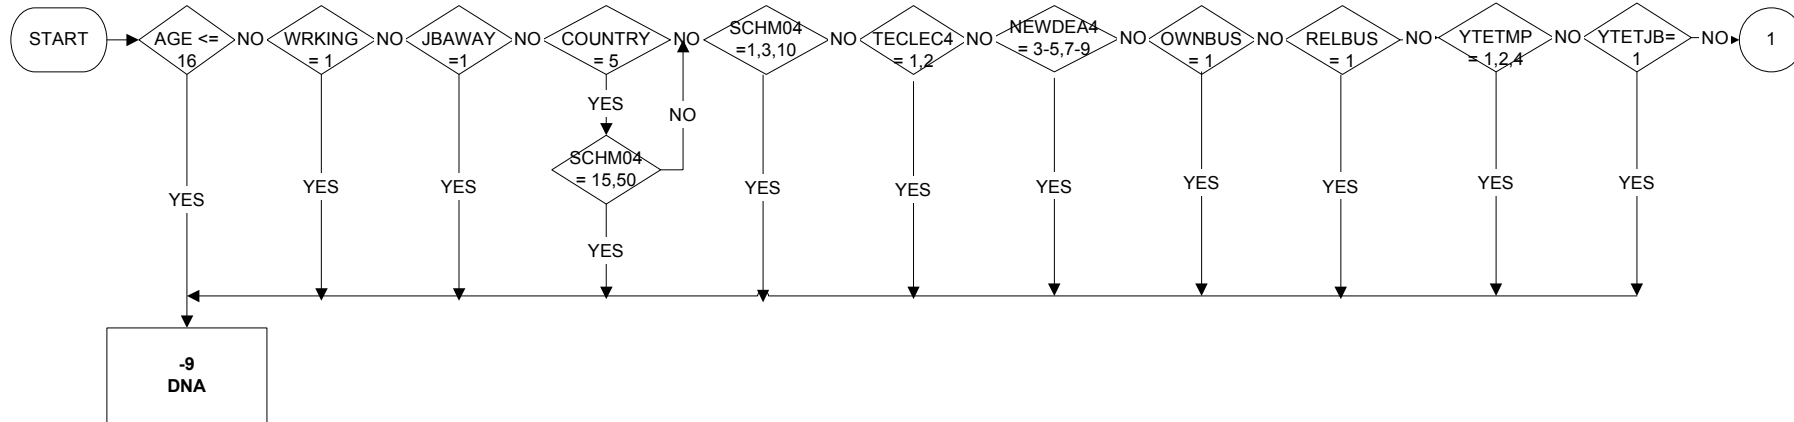 START
AGE <=
16
NO
WRKING
= 1
NO
JBAWAY
=1
NO
COUNTRY
= 5
NO
SCHM04
=1,3,10
NO
TECLEC4
= 1,2
NO
NEWDEA4
= 3-5,7-9
NO
OWNBUS
= 1
NO
RELBUS
= 1
NO
YTETMP
= 1,2,4
NO
YTETJB=
1
NO
1
YES
NO
SCHM04
= 15,50
YES
YES
YES
YES
YES
YES
YES
YES
YES
YES
YES
YES
-9
DNA